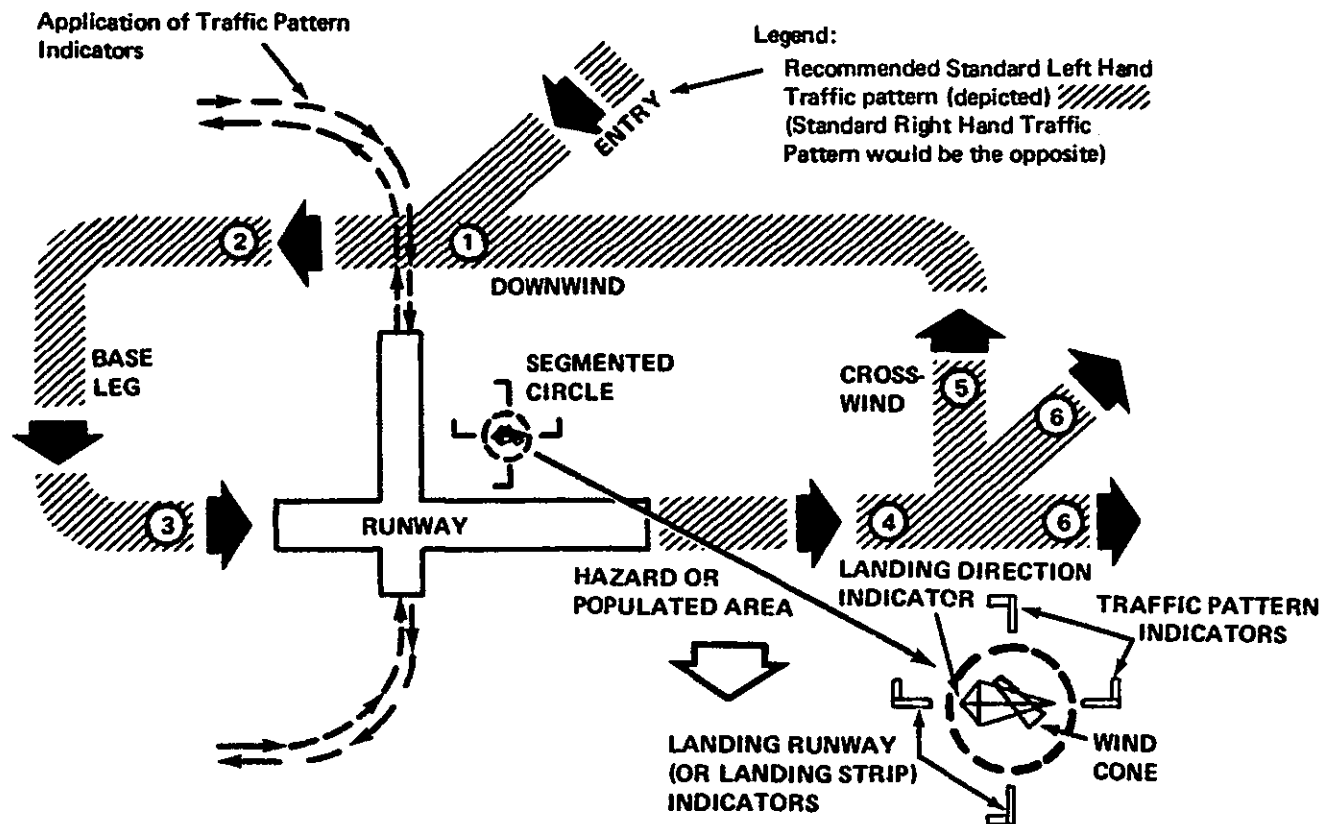 Application of Traffic Pattern
Indicators
Legend:
Recommended Standard Left Hand
Traffic pattern (depicted)
(Standard Right Hand Traffic
Pattern would be the opposite)
ENTRY
2
1
DOWNWIND
BASE
LEG
SEGMENTED
CIRCLE
CROSS-
WIND
5
6
3
RUNWAY
4
6
HAZARD OR
POPULATED AREA
LANDING DIRECTION
INDICATOR
TRAFFIC PATTERN
INDICATORS
LANDING RUNWAY
(OR LANDING STRIP)
INDICATORS
WIND
CONE